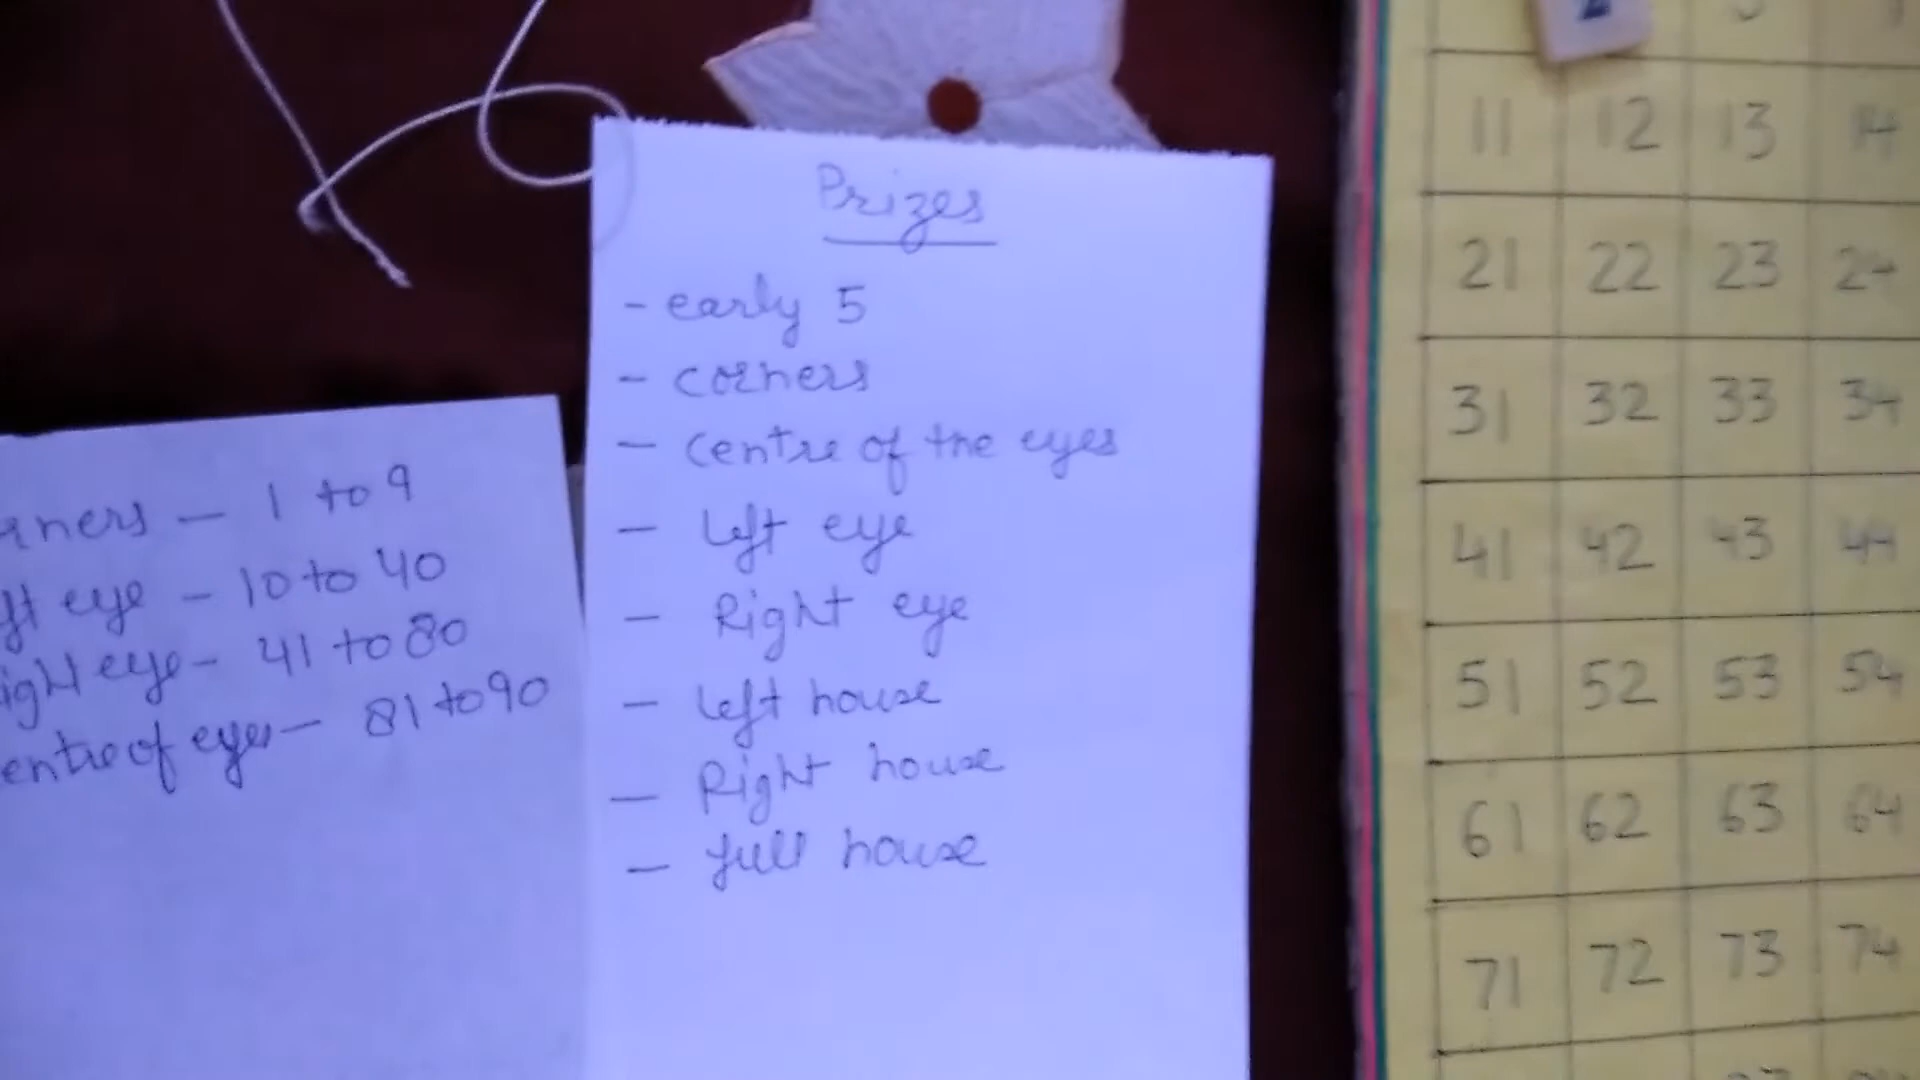 Prizes
- early 5
- corners
- centre of the eyes
- Left eye
- Right eye
- Left house
- Right house
- full house
rners - 1 to 9
ft eye - 10 to 40
ight eye - 41 to 80
entre of eyes - 81 to 90
11 12 13 14
21 22 23 24
31 32 33 34
41 42 43 44
51 52 53 54
61 62 63 64
71 72 73 74